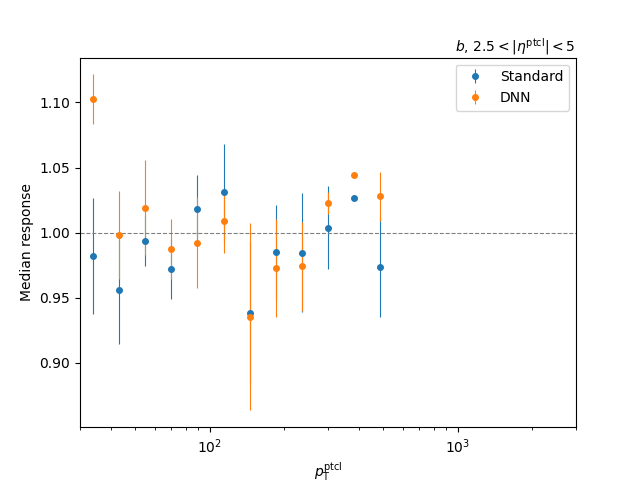 b, 2.5 < |η^ptcl| < 5
Standard
DNN
1.10
1.05
1.00
0.95
0.90
Median response
10^2
10^3
p_T^ptcl